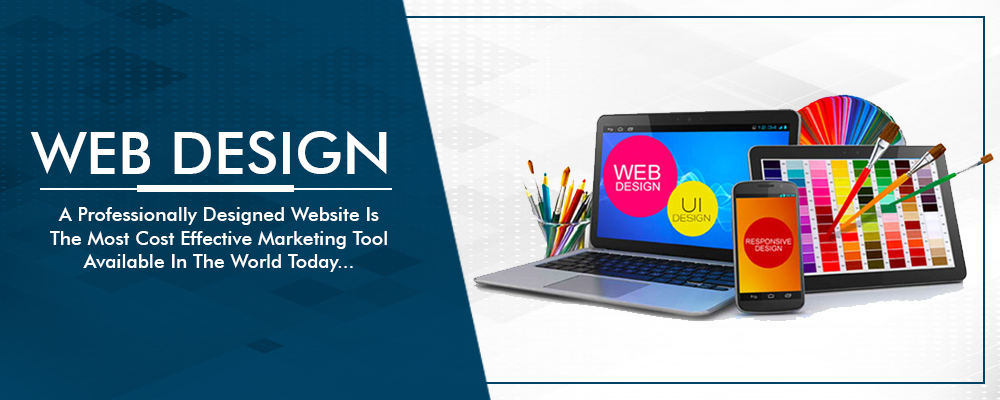 WEB DESIGN
A Professionally Designed Website Is
The Most Cost Effective Marketing Tool
Available In The World Today...
WEB
DESIGN
UI
DESIGN
RESPONSIVE
DESIGN